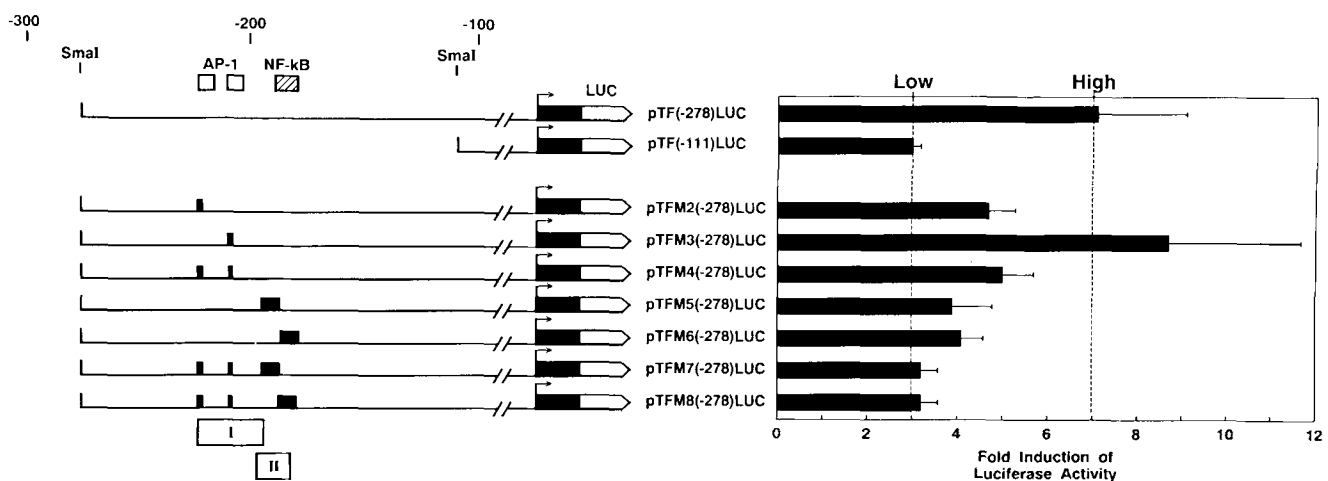 -300
-200
-100
SmaI
SmaI
AP-1
NF-kB
LUC
Low
High
pTF(-278)LUC
pTF(-111)LUC
pTFM2(-278)LUC
pTFM3(-278)LUC
pTFM4(-278)LUC
pTFM5(-278)LUC
pTFM6(-278)LUC
pTFM7(-278)LUC
pTFM8(-278)LUC
I
II
0 2 4 6 8 10 12
Fold Induction of
Luciferase Activity